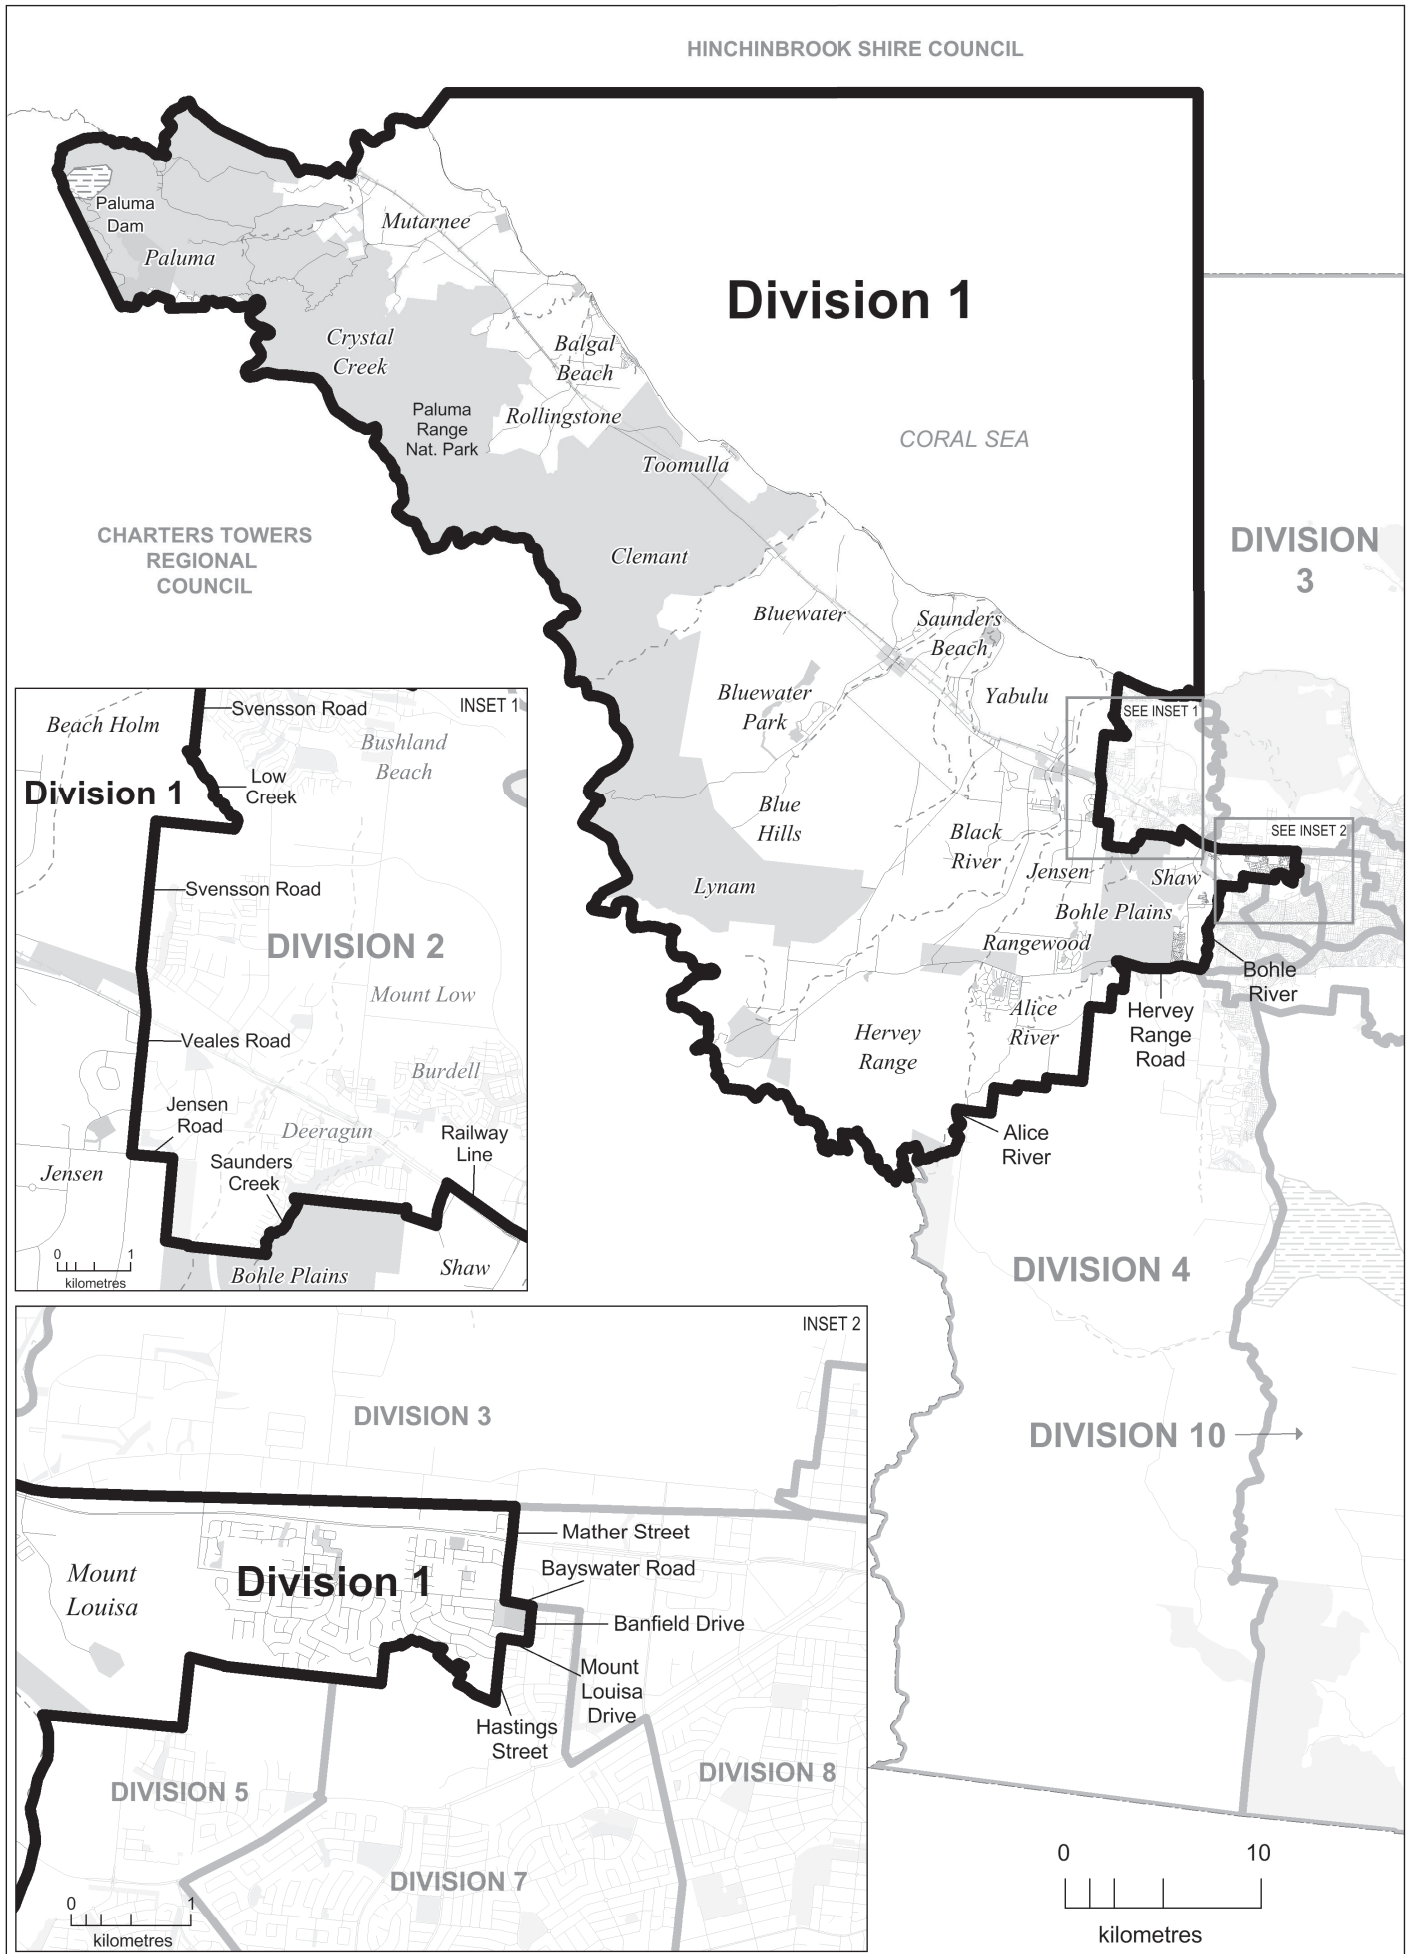 HINCHINBROOK SHIRE COUNCIL
Paluma
Dam
Paluma
Mutarnee
Division 1
Crystal
Creek
Balgal
Beach
Paluma
Range
Nat. Park
Rollingstone
CORAL SEA
Toomulla
CHARTERS TOWERS
REGIONAL
COUNCIL
DIVISION
3
Clemant
Bluewater
Saunders
Beach
Bluewater
Park
Yabulu
SEE INSET 1
SEE INSET 2
Blue
Hills
Black
River
Jensen
Shaw
Lynam
Bohle Plains
Rangewood
Bohle
River
Alice
River
Hervey
Range
Road
Hervey
Range
Alice
River
DIVISION 4
DIVISION 10
0 10
kilometres
INSET 1
Svensson Road
Beach Holm
Bushland
Beach
Division 1
Low
Creek
Svensson Road
DIVISION 2
Mount Low
Veales Road
Burdell
Jensen
Road
Deeragun
Railway
Line
Saunders
Creek
Jensen
0 1
kilometres
Bohle Plains
Shaw
INSET 2
DIVISION 3
Mather Street
Bayswater Road
Mount
Louisa
Division 1
Banfield Drive
Mount
Louisa
Drive
Hastings
Street
DIVISION 5
DIVISION 8
DIVISION 7
0 1
kilometres